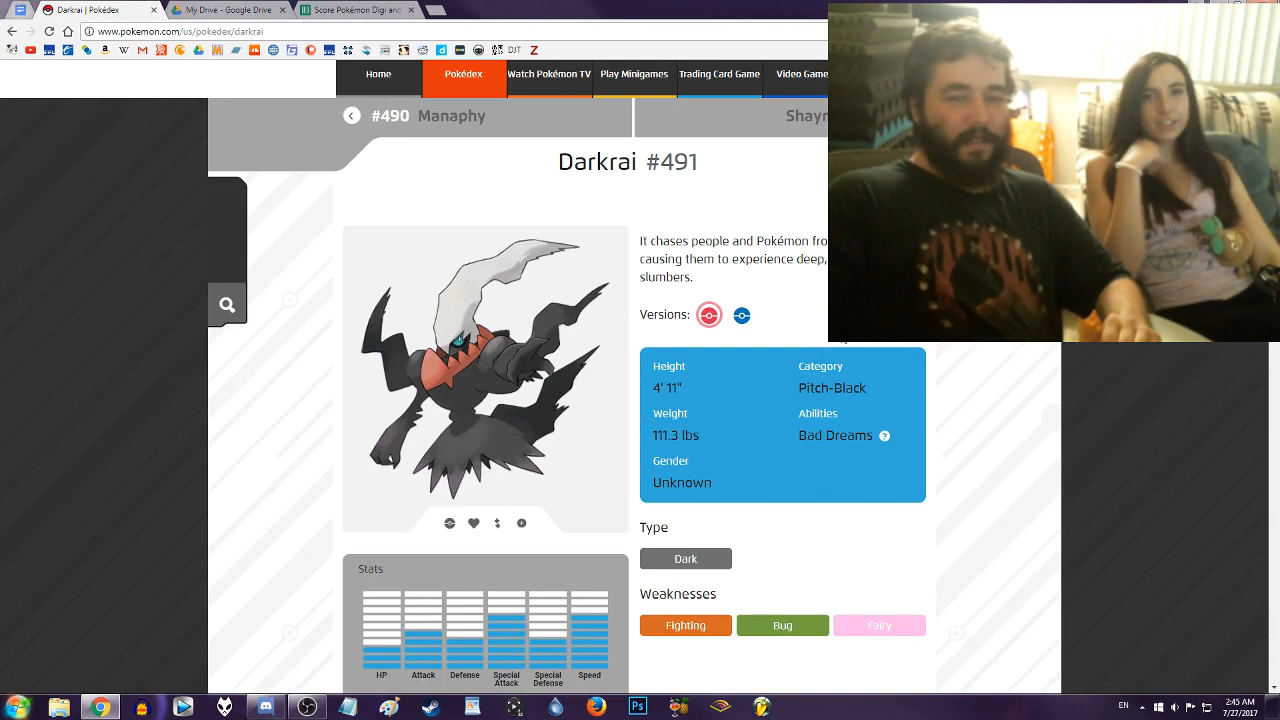 Darkrai | Pokédex
My Drive - Google Drive
Score Pokémon Digi and
www.pokemon.com/us/pokedex/darkrai
DJT
Home
Pokédex
Watch Pokémon TV
Play Minigames
Trading Card Game
Video Game
#490 Manaphy
Shaym
Darkrai #491
It chases people and Pokémon fro
causing them to experience deep,
slumbers.
Versions:
Height
4' 11"
Category
Pitch-Black
Weight
111.3 lbs
Abilities
Bad Dreams
Gender
Unknown
Type
Dark
Weaknesses
Fighting
Bug
Fairy
Stats
HP
Attack
Defense
Special
Attack
Special
Defense
Speed
EN
2:45 AM
7/27/2017